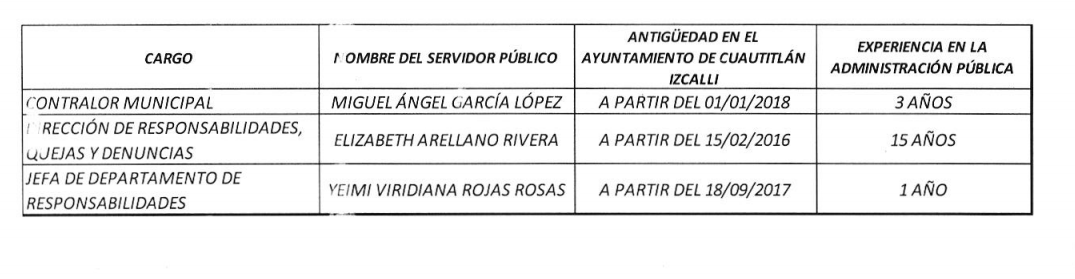 CARGO
NOMBRE DEL SERVIDOR PÚBLICO
ANTIGÜEDAD EN EL
AYUNTAMIENTO DE CUAUTITLÁN
IZCALLI
EXPERIENCIA EN LA
ADMINISTRACIÓN PÚBLICA
CONTRALOR MUNICIPAL
MIGUEL ÁNGEL GARCÍA LÓPEZ
A PARTIR DEL 01/01/2018
3 AÑOS
DIRECCIÓN DE RESPONSABILIDADES,
QUEJAS Y DENUNCIAS
ELIZABETH ARELLANO RIVERA
A PARTIR DEL 15/02/2016
15 AÑOS
JEFA DE DEPARTAMENTO DE
RESPONSABILIDADES
YEIMI VIRIDIANA ROJAS ROSAS
A PARTIR DEL 18/09/2017
1 AÑO